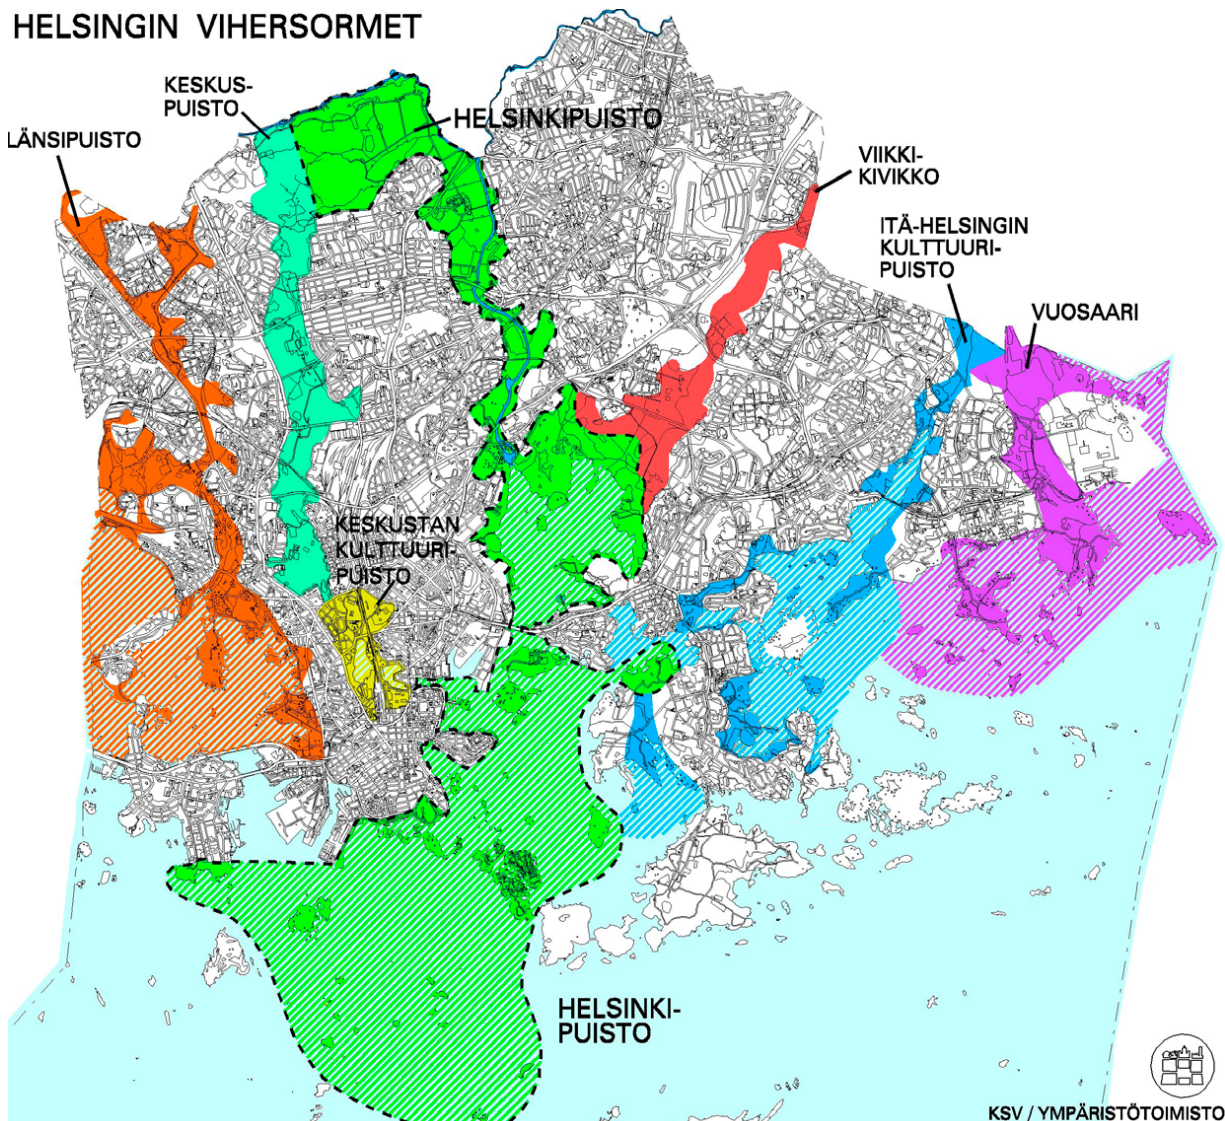 HELSINGIN VIHERSORMET
KESKUS-
PUISTO
HELSINKIPUISTO
LÄNSIPUISTO
VIIKKI-
KIVIKKO
ITÄ-HELSINGIN
KULTTUURI-
PUISTO
VUOSAARI
KESKUSTAN
KULTTUURI-
PUISTO
HELSINKI-
PUISTO
KSV / YMPÄRISTÖTOIMISTO